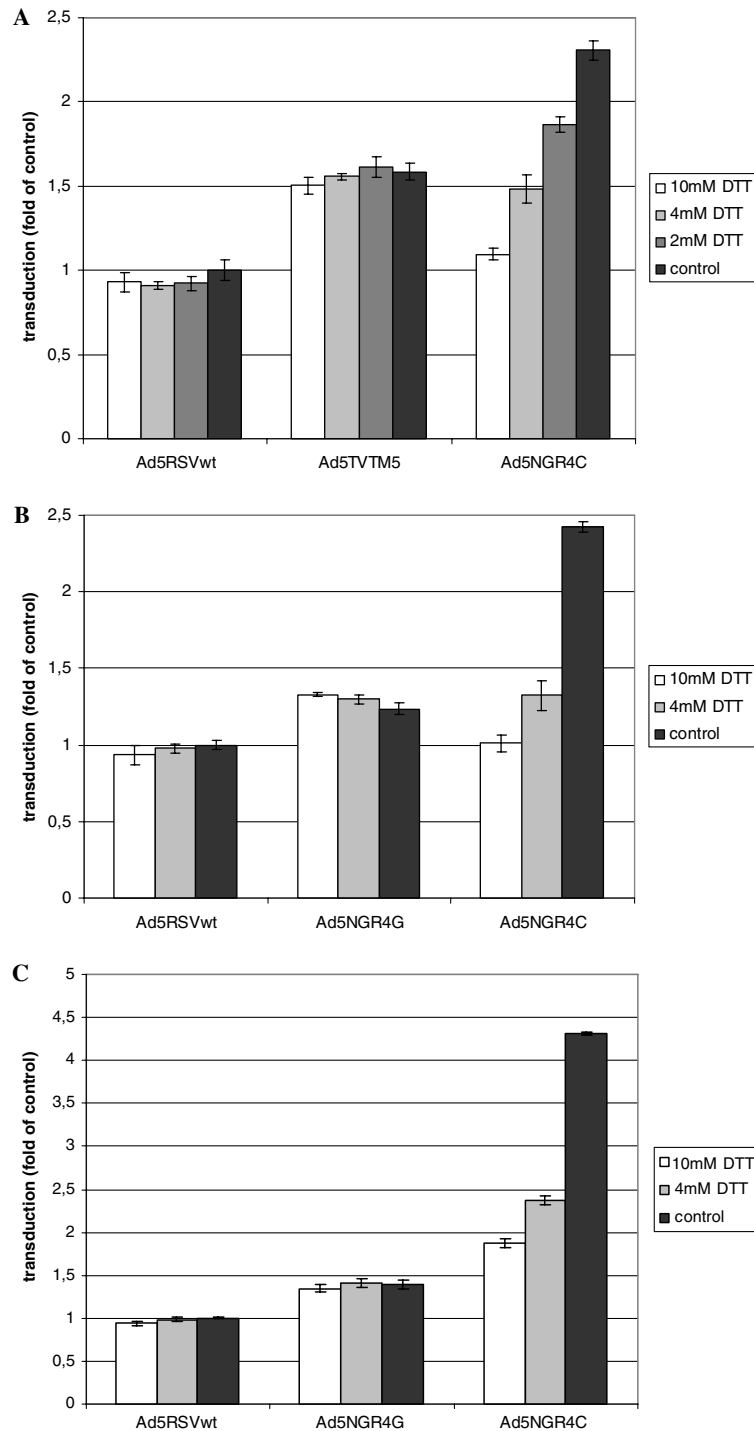 A
transduction (fold of control)
2,5
2
1,5
1
0,5
0
Ad5RSVwt
Ad5TVTM5
Ad5NGR4C
10mM DTT
4mM DTT
2mM DTT
control
B
transduction (fold of control)
2,5
2
1,5
1
0,5
0
Ad5RSVwt
Ad5NGR4G
Ad5NGR4C
10mM DTT
4mM DTT
control
C
transduction (fold of control)
5
4,5
4
3,5
3
2,5
2
1,5
1
0,5
0
Ad5RSVwt
Ad5NGR4G
Ad5NGR4C
10mM DTT
4mM DTT
control